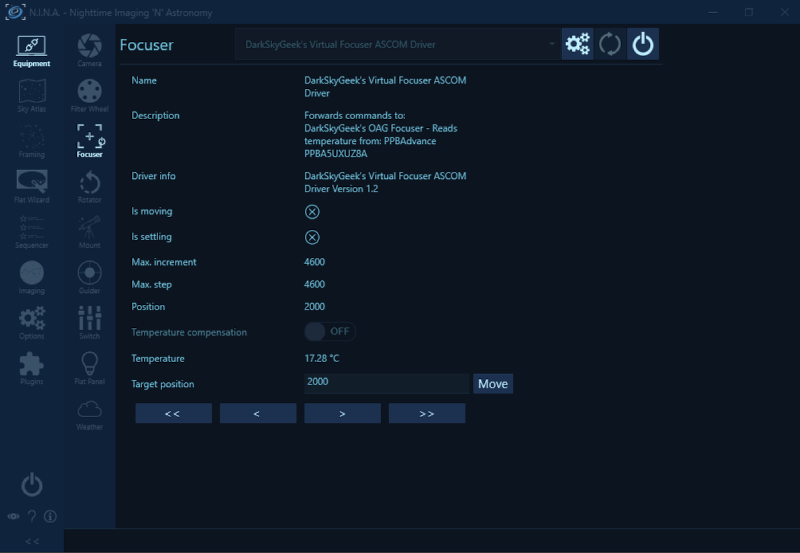 N.I.N.A. - Nighttime Imaging 'N' Astronomy
Equipment
Sky Atlas
Framing
Flat Wizard
Sequencer
Imaging
Options
Plugins
<<
Camera
Filter Wheel
Focuser
Rotator
Mount
Guider
Switch
Flat Panel
Weather
Focuser
DarkSkyGeek's Virtual Focuser ASCOM Driver
Name
DarkSkyGeek's Virtual Focuser ASCOM
Driver
Description
Forwards commands to:
DarkSkyGeek's OAG Focuser - Reads
temperature from: PPBAdvance
PPBA5UXUZ8A
Driver info
DarkSkyGeek's Virtual Focuser ASCOM
Driver Version 1.2
Is moving
Is settling
Max. increment
4600
Max. step
4600
Position
2000
Temperature compensation
OFF
Temperature
17.28 °C
Target position
2000
Move
<<
<
>
>>